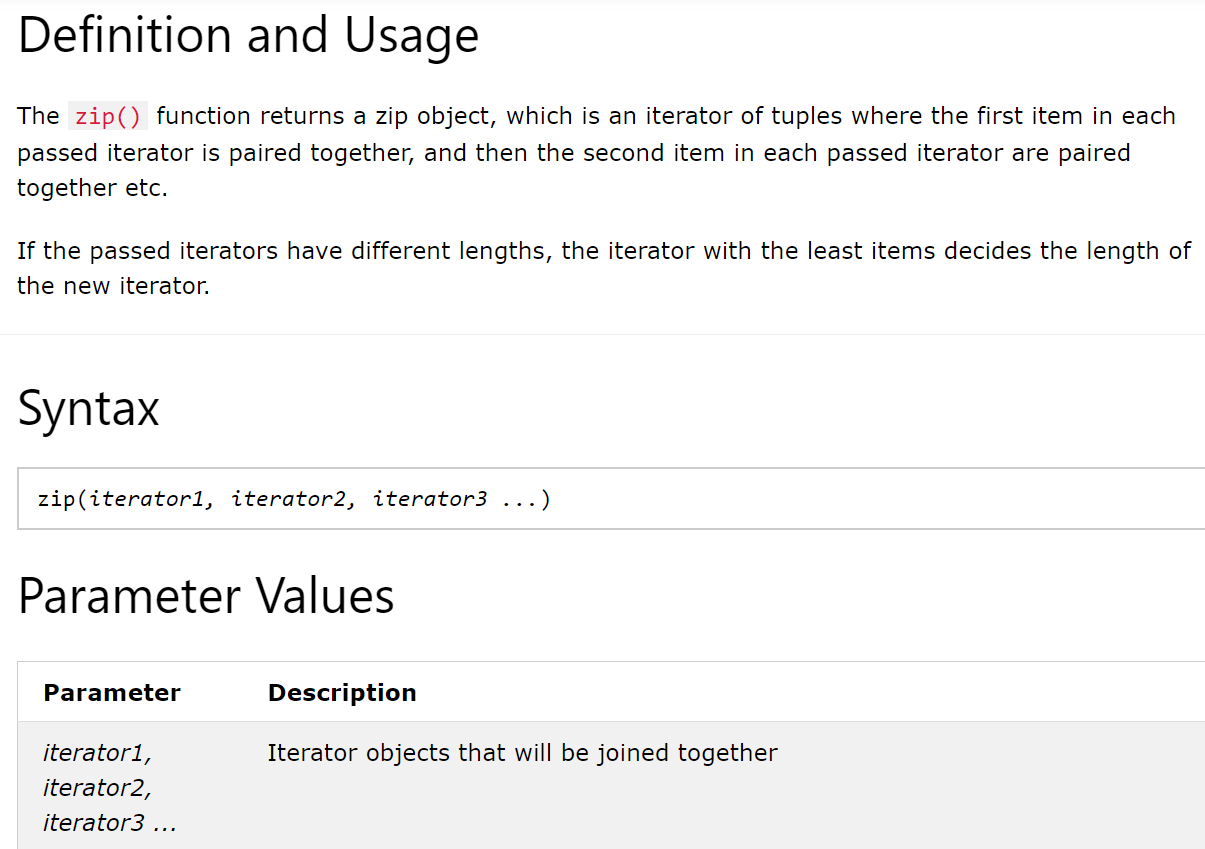 Definition and Usage
The zip() function returns a zip object, which is an iterator of tuples where the first item in each
passed iterator is paired together, and then the second item in each passed iterator are paired
together etc.
If the passed iterators have different lengths, the iterator with the least items decides the length of
the new iterator.
Syntax
zip(iterator1, iterator2, iterator3 ...)
Parameter Values
Parameter Description
iterator1, Iterator objects that will be joined together
iterator2,
iterator3 ...